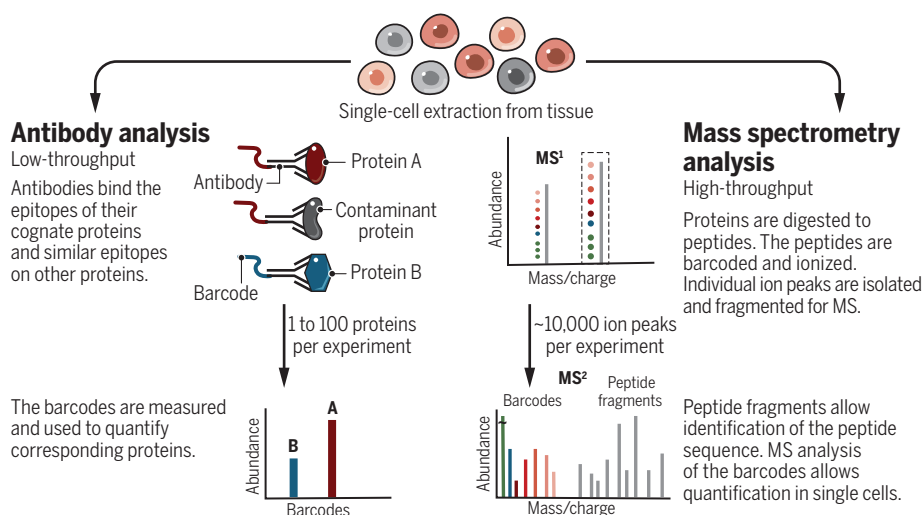 Single-cell extraction from tissue
Antibody analysis
Low-throughput
Antibodies bind the
epitopes of their
cognate proteins
and similar epitopes
on other proteins.
Antibody
Protein A
Contaminant
protein
Protein B
Barcode
1 to 100 proteins
per experiment
The barcodes are measured
and used to quantify
corresponding proteins.
Abundance
B
A
Barcodes
Mass spectrometry
analysis
High-throughput
Proteins are digested to
peptides. The peptides are
barcoded and ionized.
Individual ion peaks are isolated
and fragmented for MS.
MS¹
Abundance
Mass/charge
~10,000 ion peaks
per experiment
MS²
Barcodes
Peptide
fragments
~
Abundance
Mass/charge
Peptide fragments allow
identification of the peptide
sequence. MS analysis
of the barcodes allows
quantification in single cells.